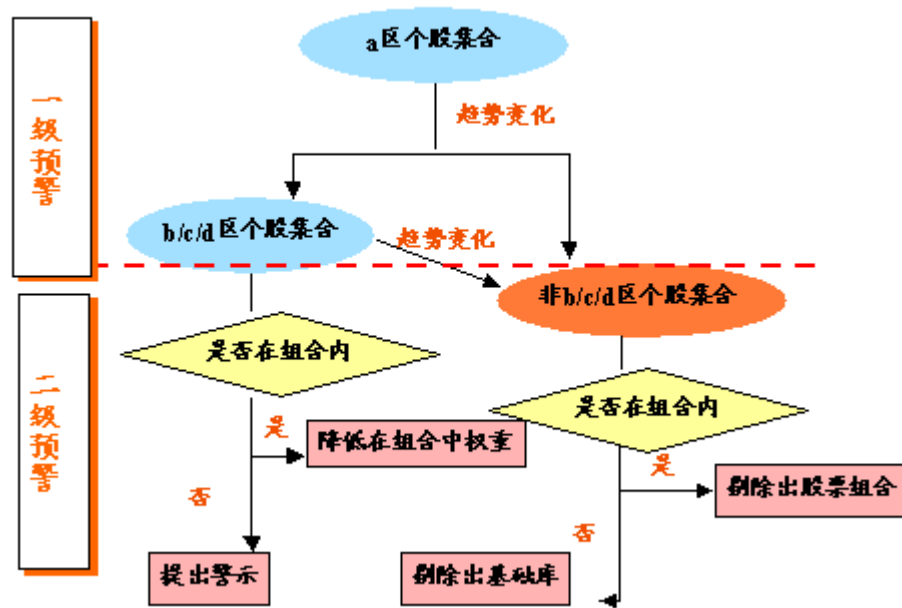 a区个股集合
一级预警
趋势变化
b/c/d区个股集合
趋势变化
非b/c/d区个股集合
二级预警
是否在组合内
是否在组合内
是
降低在组合中权重
是
剔除出股票组合
否
否
提出警示
剔除出基础库